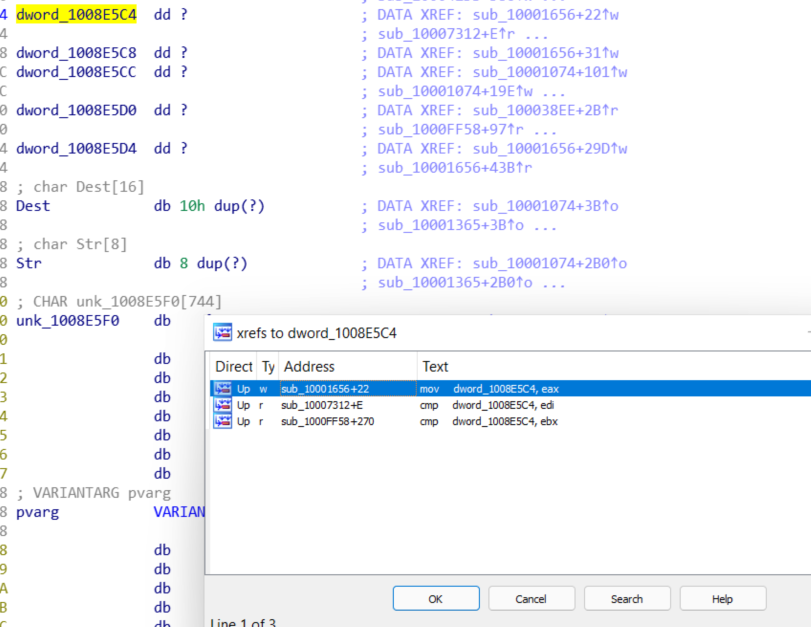 4 dword_1008E5C4 dd ? ; DATA XREF: sub_10001656+22↑w
4 ; sub_10007312+E↑r ...
8 dword_1008E5C8 dd ? ; DATA XREF: sub_10001656+31↑w
C dword_1008E5CC dd ? ; DATA XREF: sub_10001074+101↑w
C ; sub_10001074+19E↑w ...
0 dword_1008E5D0 dd ? ; DATA XREF: sub_100038EE+2B↑r
0 ; sub_1000FF58+97↑r ...
4 dword_1008E5D4 dd ? ; DATA XREF: sub_10001656+29D↑w
4 ; sub_10001656+43B↑r
8 ; char Dest[16]
8 Dest db 10h dup(?) ; DATA XREF: sub_10001074+3B↑o
8 ; sub_10001365+3B↑o ...
8 ; char Str[8]
8 Str db 8 dup(?) ; DATA XREF: sub_10001074+2B0↑o
8 ; sub_10001365+2B0↑o ...
0 ; CHAR unk_1008E5F0[744]
0 unk_1008E5F0 db
0
1 db
2 db
3 db
4 db
5 db
6 db
7 db
8 ; VARIANTARG pvarg
8 pvarg VARIAN
8
8 db
9 db
A db
B db
C db
xrefs to dword_1008E5C4
Direct Ty Address Text
Up w sub_10001656+22 mov dword_1008E5C4, eax
Up r sub_10007312+E cmp dword_1008E5C4, edi
Up r sub_1000FF58+270 cmp dword_1008E5C4, ebx
OK Cancel Search Help
Line 1 of 3